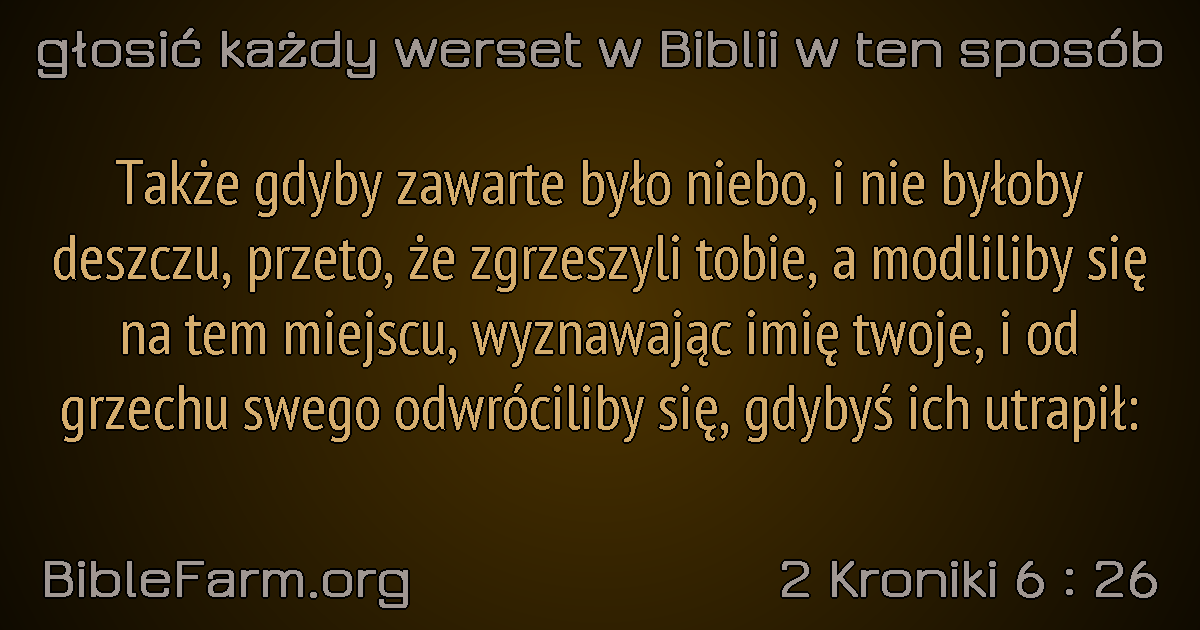 głosić każdy werset w Biblii w ten sposób
Także gdyby zawarte było niebo, i nie byłoby
deszczu, przeto, że zgrzeszyli tobie, a modliliby się
na tem miejscu, wyznawając imię twoje, i od
grzechu swego odwróciliby się, gdybyś ich utrapił:
BibleFarm.org
2 Kroniki 6 : 26